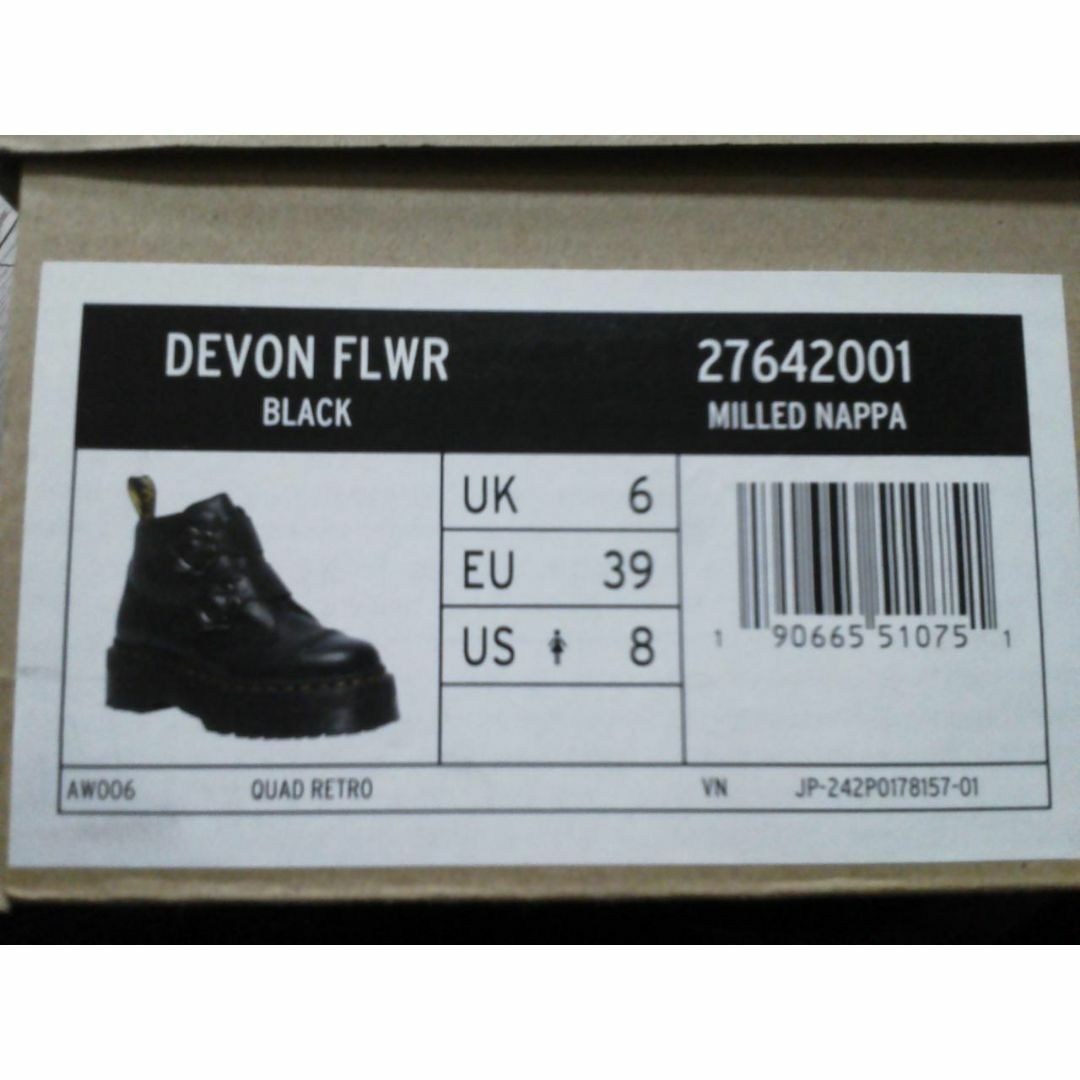 DEVON FLWR
BLACK
27642001
MILLED NAPPA
UK 6
EU 39
US 8
1 90665 51075 1
AW006 QUAD RETRO VN JP-242P0178157-01